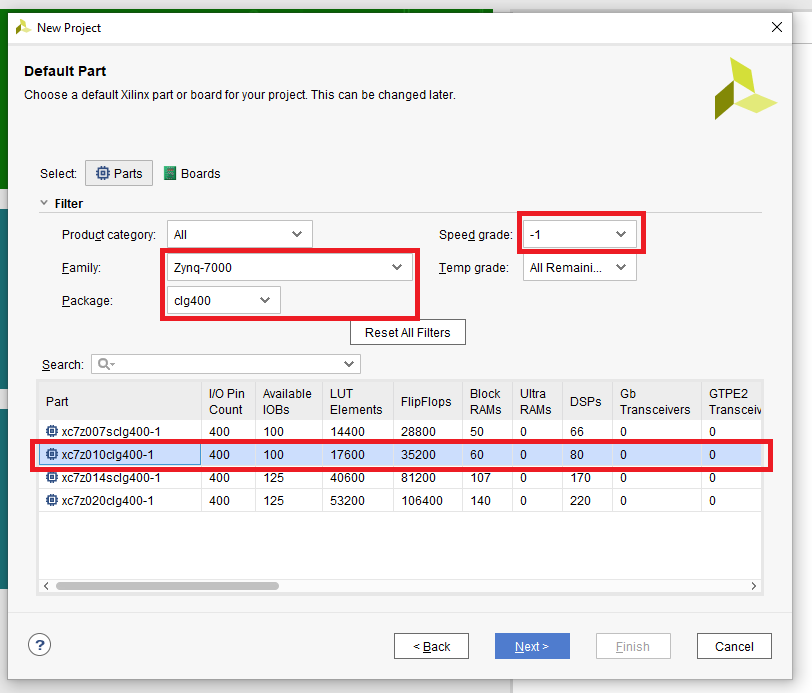 New Project
Default Part
Choose a default Xilinx part or board for your project. This can be changed later.
Select: Parts Boards
Filter
Product category: All Speed grade: -1
Family: Zynq-7000 Temp grade: All Remaini...
Package: clg400
Reset All Filters
Search:
Part I/O Pin Count Available IOBs LUT Elements FlipFlops Block RAMs Ultra RAMs DSPs Gb Transceivers GTPE2 Transceiv
xc7z007sclg400-1 400 100 14400 28800 50 0 66 0 0
xc7z010clg400-1 400 100 17600 35200 60 0 80 0 0
xc7z014sclg400-1 400 125 40600 81200 107 0 170 0 0
xc7z020clg400-1 400 125 53200 106400 140 0 220 0 0
? < Back Next > Finish Cancel